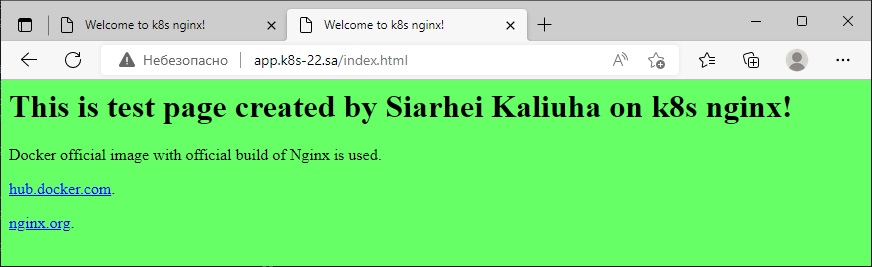 Welcome to k8s nginx!
Welcome to k8s nginx!
Небезопасно app.k8s-22.sa/index.html
This is test page created by Siarhei Kaliuha on k8s nginx!
Docker official image with official build of Nginx is used.
hub.docker.com.
nginx.org.